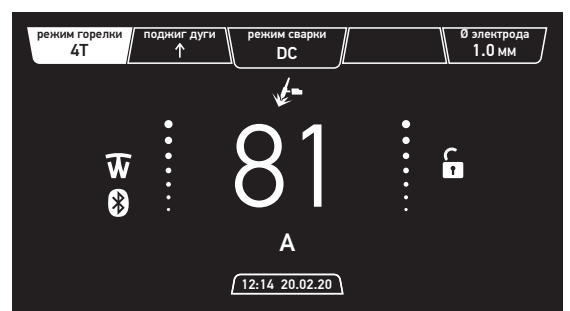 режим горелки
4T
поджиг дуги
↑
режим сварки
DC
Ø электрода
1.0 мм
W
81
A
12:14 20.02.20